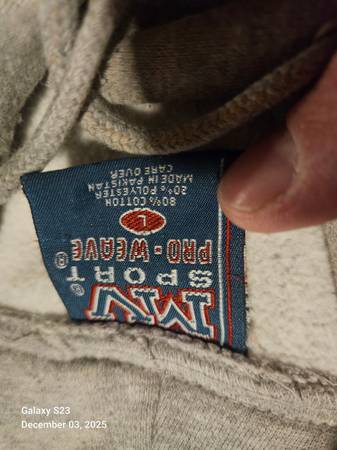 MV®
SPORT®
PRO-WEAVE
L
80% COTTON
20% POLYESTER
MADE IN PAKISTAN
CARE OVER
Galaxy S23
December 03, 2025